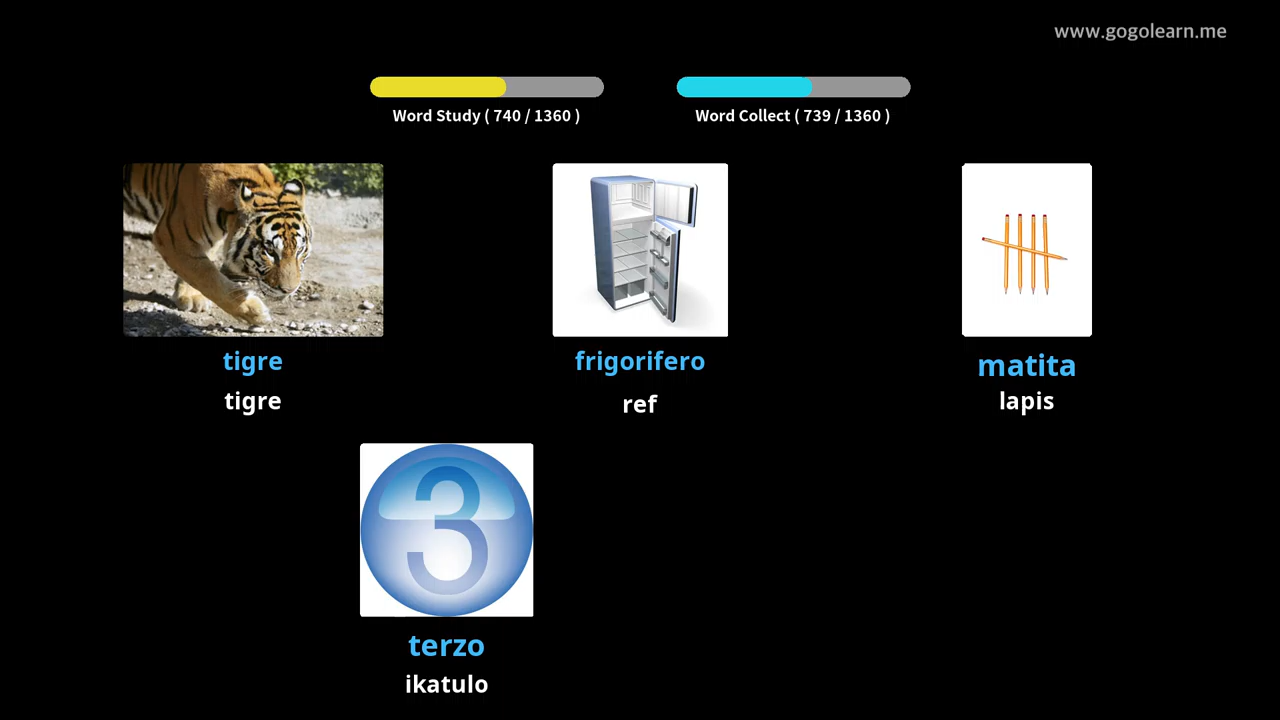 www.gogolearn.me
Word Study ( 740 / 1360 )
Word Collect ( 739 / 1360 )
tigre
tigre
frigorifero
ref
matita
lapis
3
terzo
ikatulo